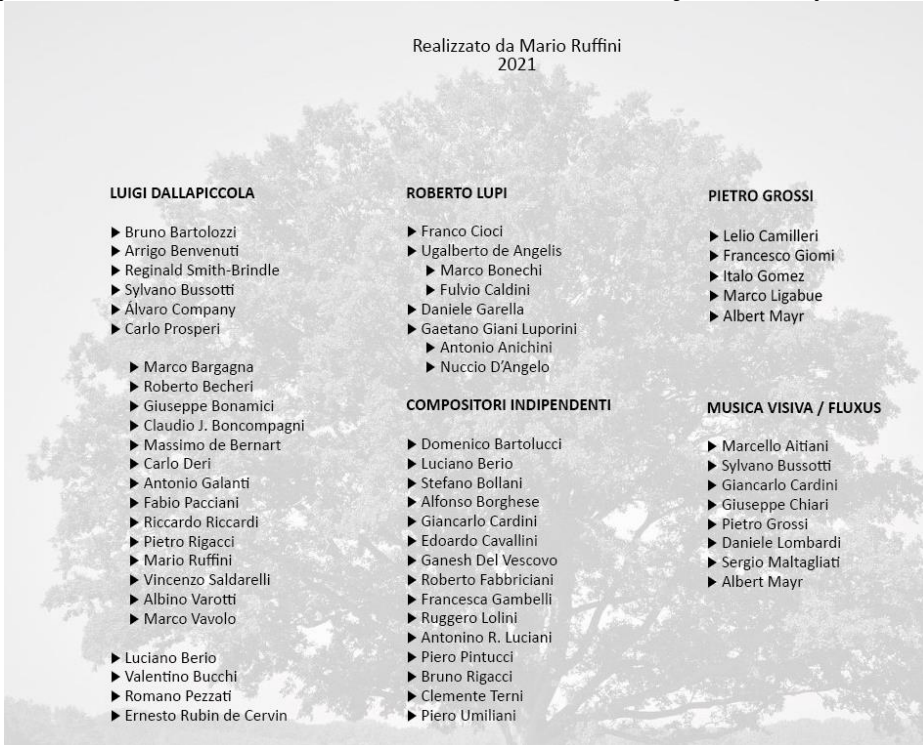 Realizzato da Mario Ruffini
2021
LUIGI DALLAPICCOLA
▶ Bruno Bartolozzi
▶ Arrigo Benvenuti
▶ Reginald Smith-Brindle
▶ Sylvano Bussotti
▶ Álvaro Company
▶ Carlo Prosperi
▶ Marco Bargagna
▶ Roberto Becheri
▶ Giuseppe Bonamici
▶ Claudio J. Boncompagni
▶ Massimo de Bernart
▶ Carlo Deri
▶ Antonio Galanti
▶ Fabio Pacciani
▶ Riccardo Riccardi
▶ Pietro Rigacci
▶ Mario Ruffini
▶ Vincenzo Saldarelli
▶ Albino Varotti
▶ Marco Vavolo
▶ Luciano Berio
▶ Valentino Bucchi
▶ Romano Pezzati
▶ Ernesto Rubin de Cervin
ROBERTO LUPI
▶ Franco Cioci
▶ Ugalberto de Angelis
▶ Marco Bonechi
▶ Fulvio Caldini
▶ Daniele Garella
▶ Gaetano Giani Luporini
▶ Antonio Anichini
▶ Nuccio D'Angelo
COMPOSITORI INDIPENDENTI
▶ Domenico Bartolucci
▶ Luciano Berio
▶ Stefano Bollani
▶ Alfonso Borghese
▶ Giancarlo Cardini
▶ Edoardo Cavallini
▶ Ganesh Del Vescovo
▶ Roberto Fabbriciani
▶ Francesca Gambelli
▶ Ruggero Lolini
▶ Antonino R. Luciani
▶ Piero Pintucci
▶ Bruno Rigacci
▶ Clemente Terni
▶ Piero Umiliani
PIETRO GROSSI
▶ Lelio Camilleri
▶ Francesco Giomi
▶ Italo Gomez
▶ Marco Ligabue
▶ Albert Mayr
MUSICA VISIVA / FLUXUS
▶ Marcello Aitiani
▶ Sylvano Bussotti
▶ Giancarlo Cardini
▶ Giuseppe Chiari
▶ Pietro Grossi
▶ Daniele Lombardi
▶ Sergio Maltagliati
▶ Albert Mayr